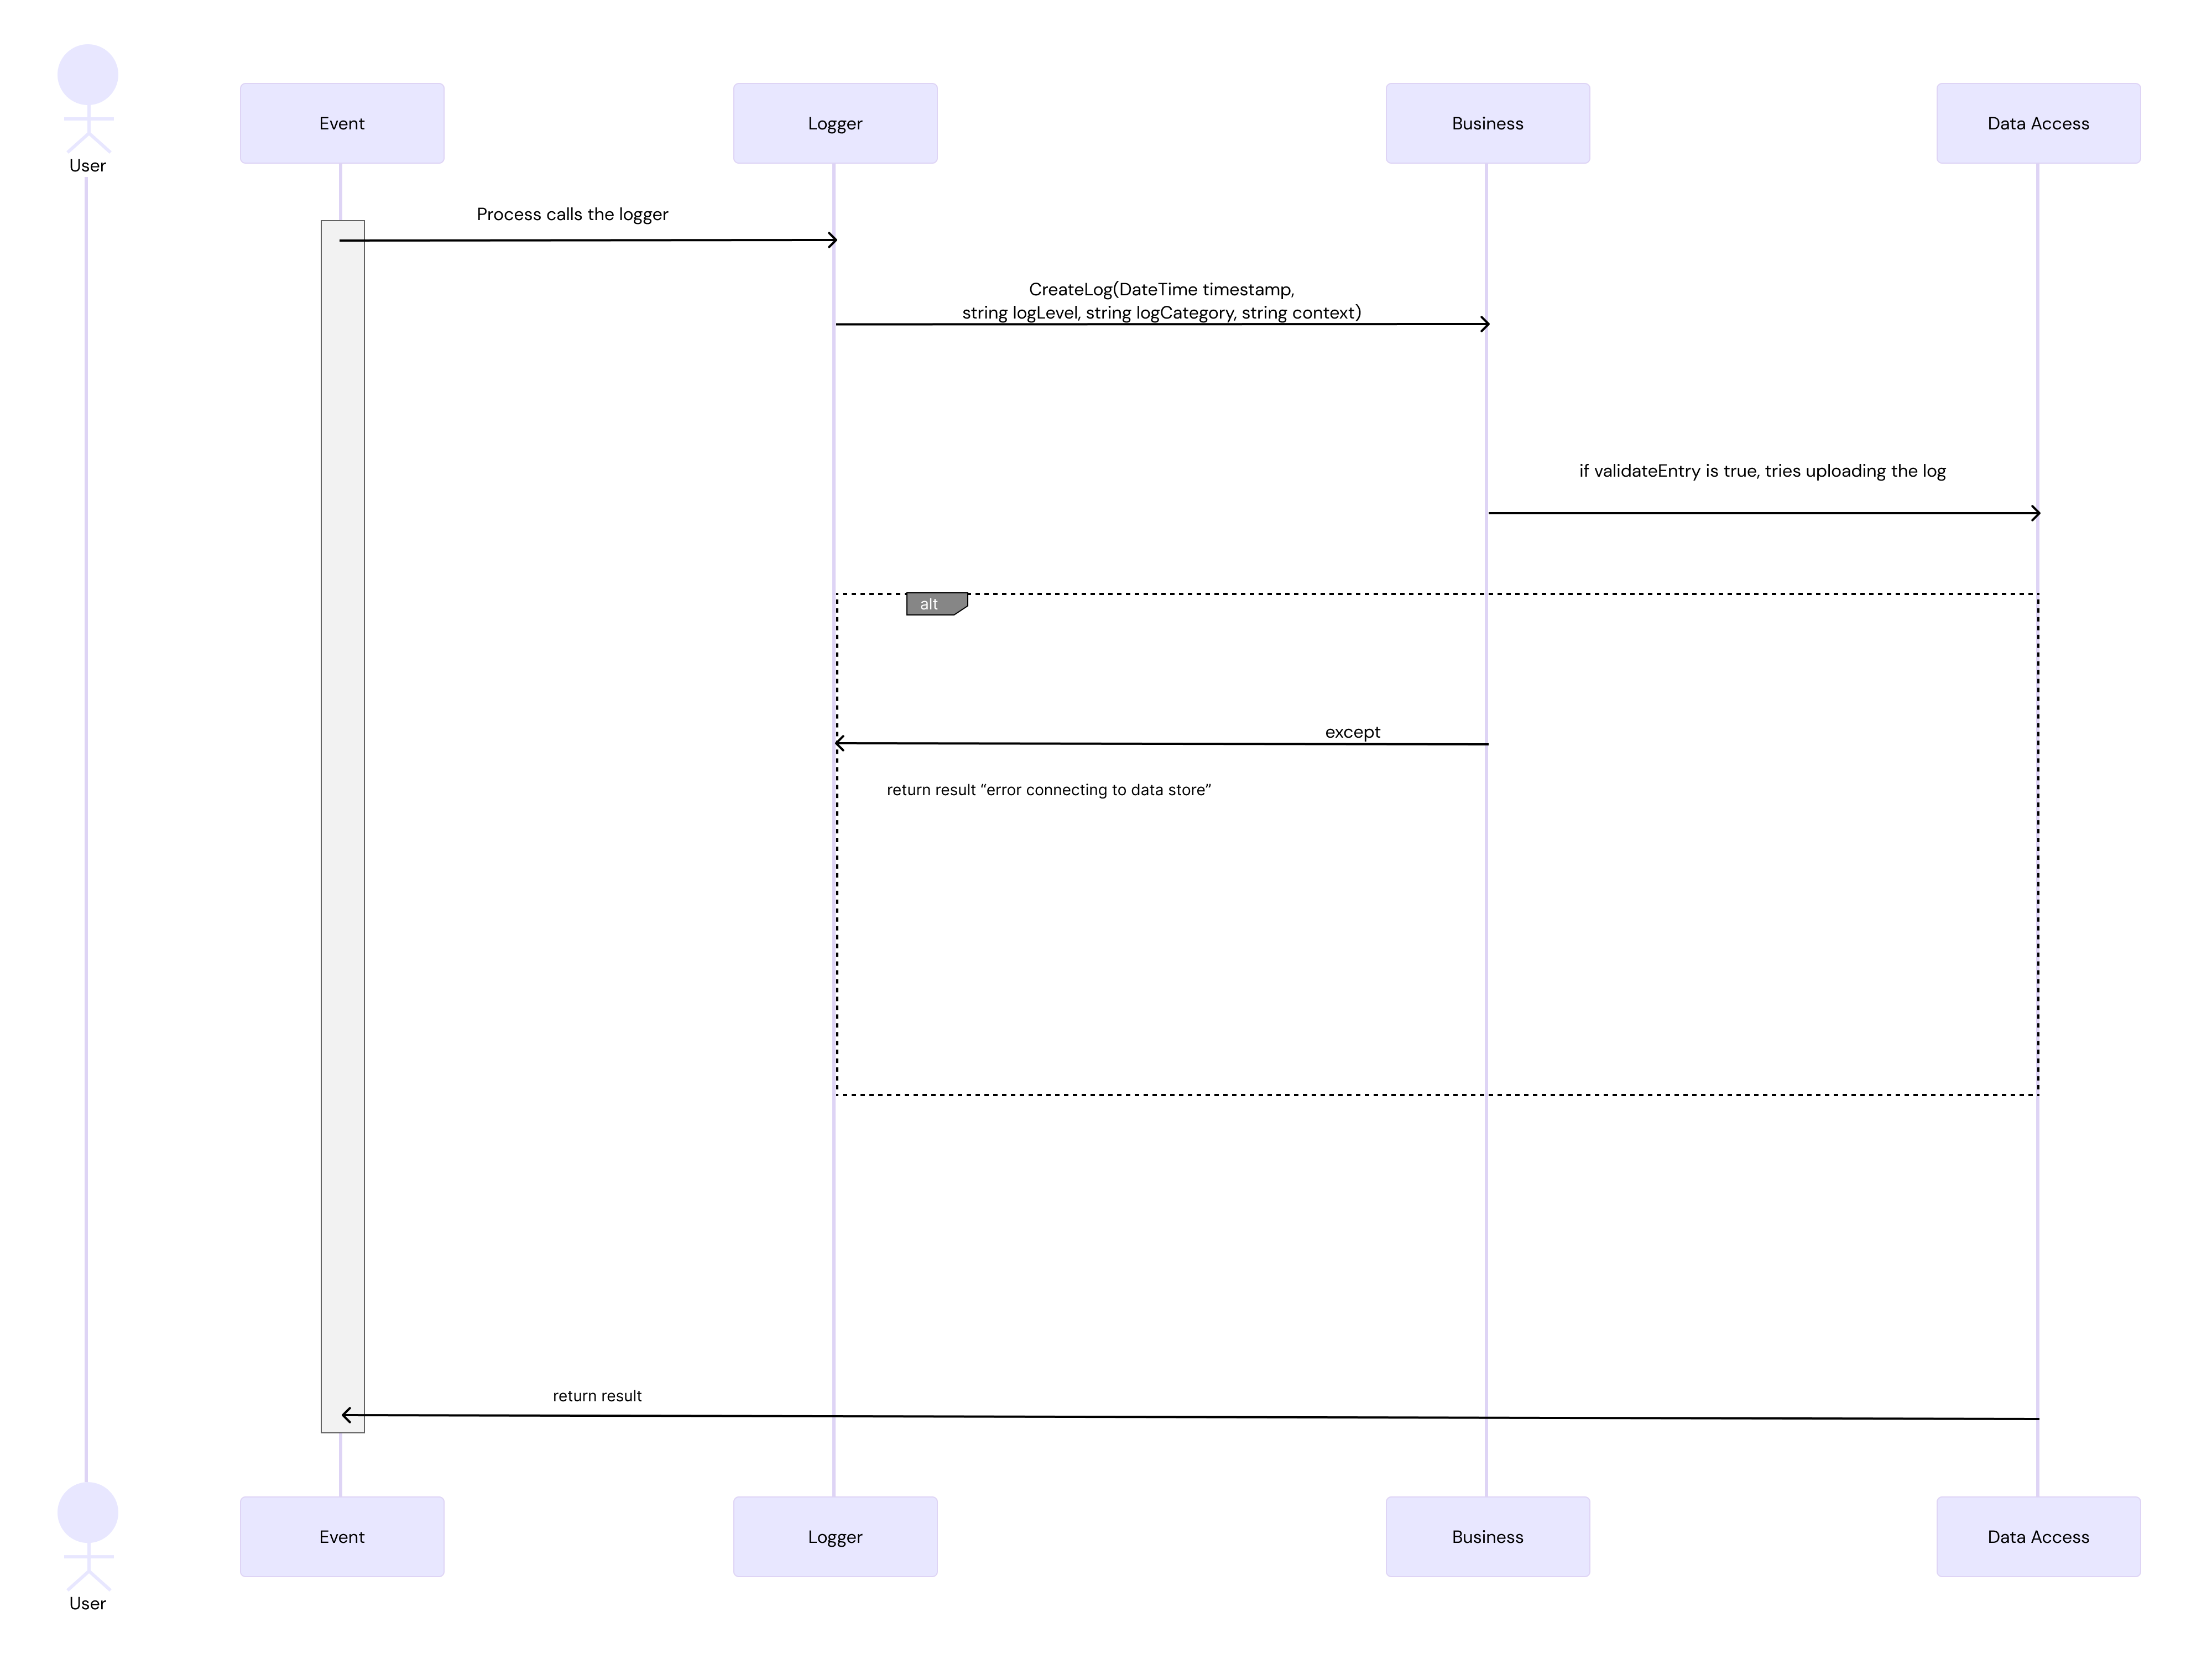 User
Event
Logger
Business
Data Access
Process calls the logger
CreateLog(DateTime timestamp,
string logLevel, string logCategory, string context)
if validateEntry is true, tries uploading the log
alt
except
return result “error connecting to data store”
return result
Event
Logger
Business
Data Access
User